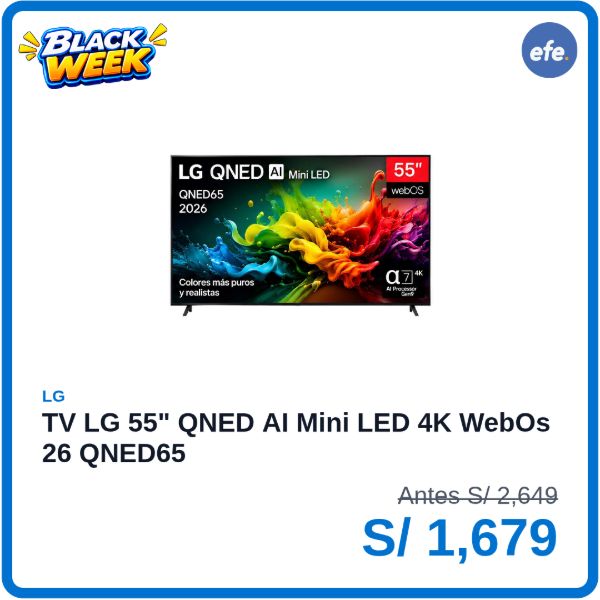 BLACK
WEEK
efe.
LG QNED AI Mini LED
55"
webOS
QNED65
2026
Colores más puros
y realistas
α7 4K
AI Processor
Gen9
LG
TV LG 55" QNED AI Mini LED 4K WebOs
26 QNED65
Antes S/ 2,649
S/ 1,679